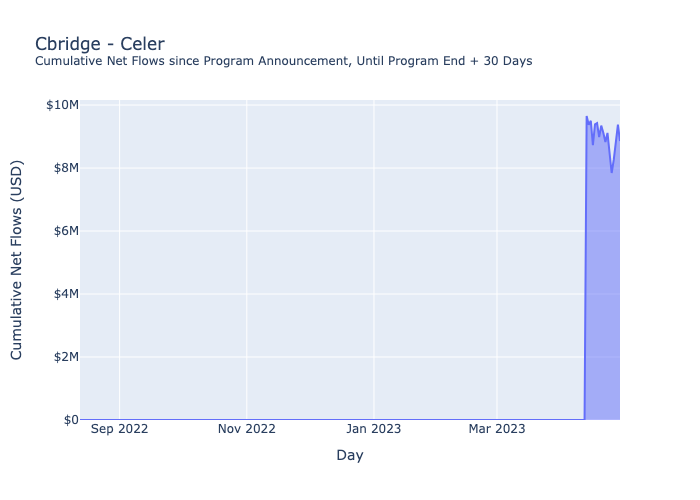 Cbridge - Celer
Cumulative Net Flows since Program Announcement, Until Program End + 30 Days
Cumulative Net Flows (USD)
$10M
$8M
$6M
$4M
$2M
$0
Sep 2022
Nov 2022
Jan 2023
Mar 2023
Day